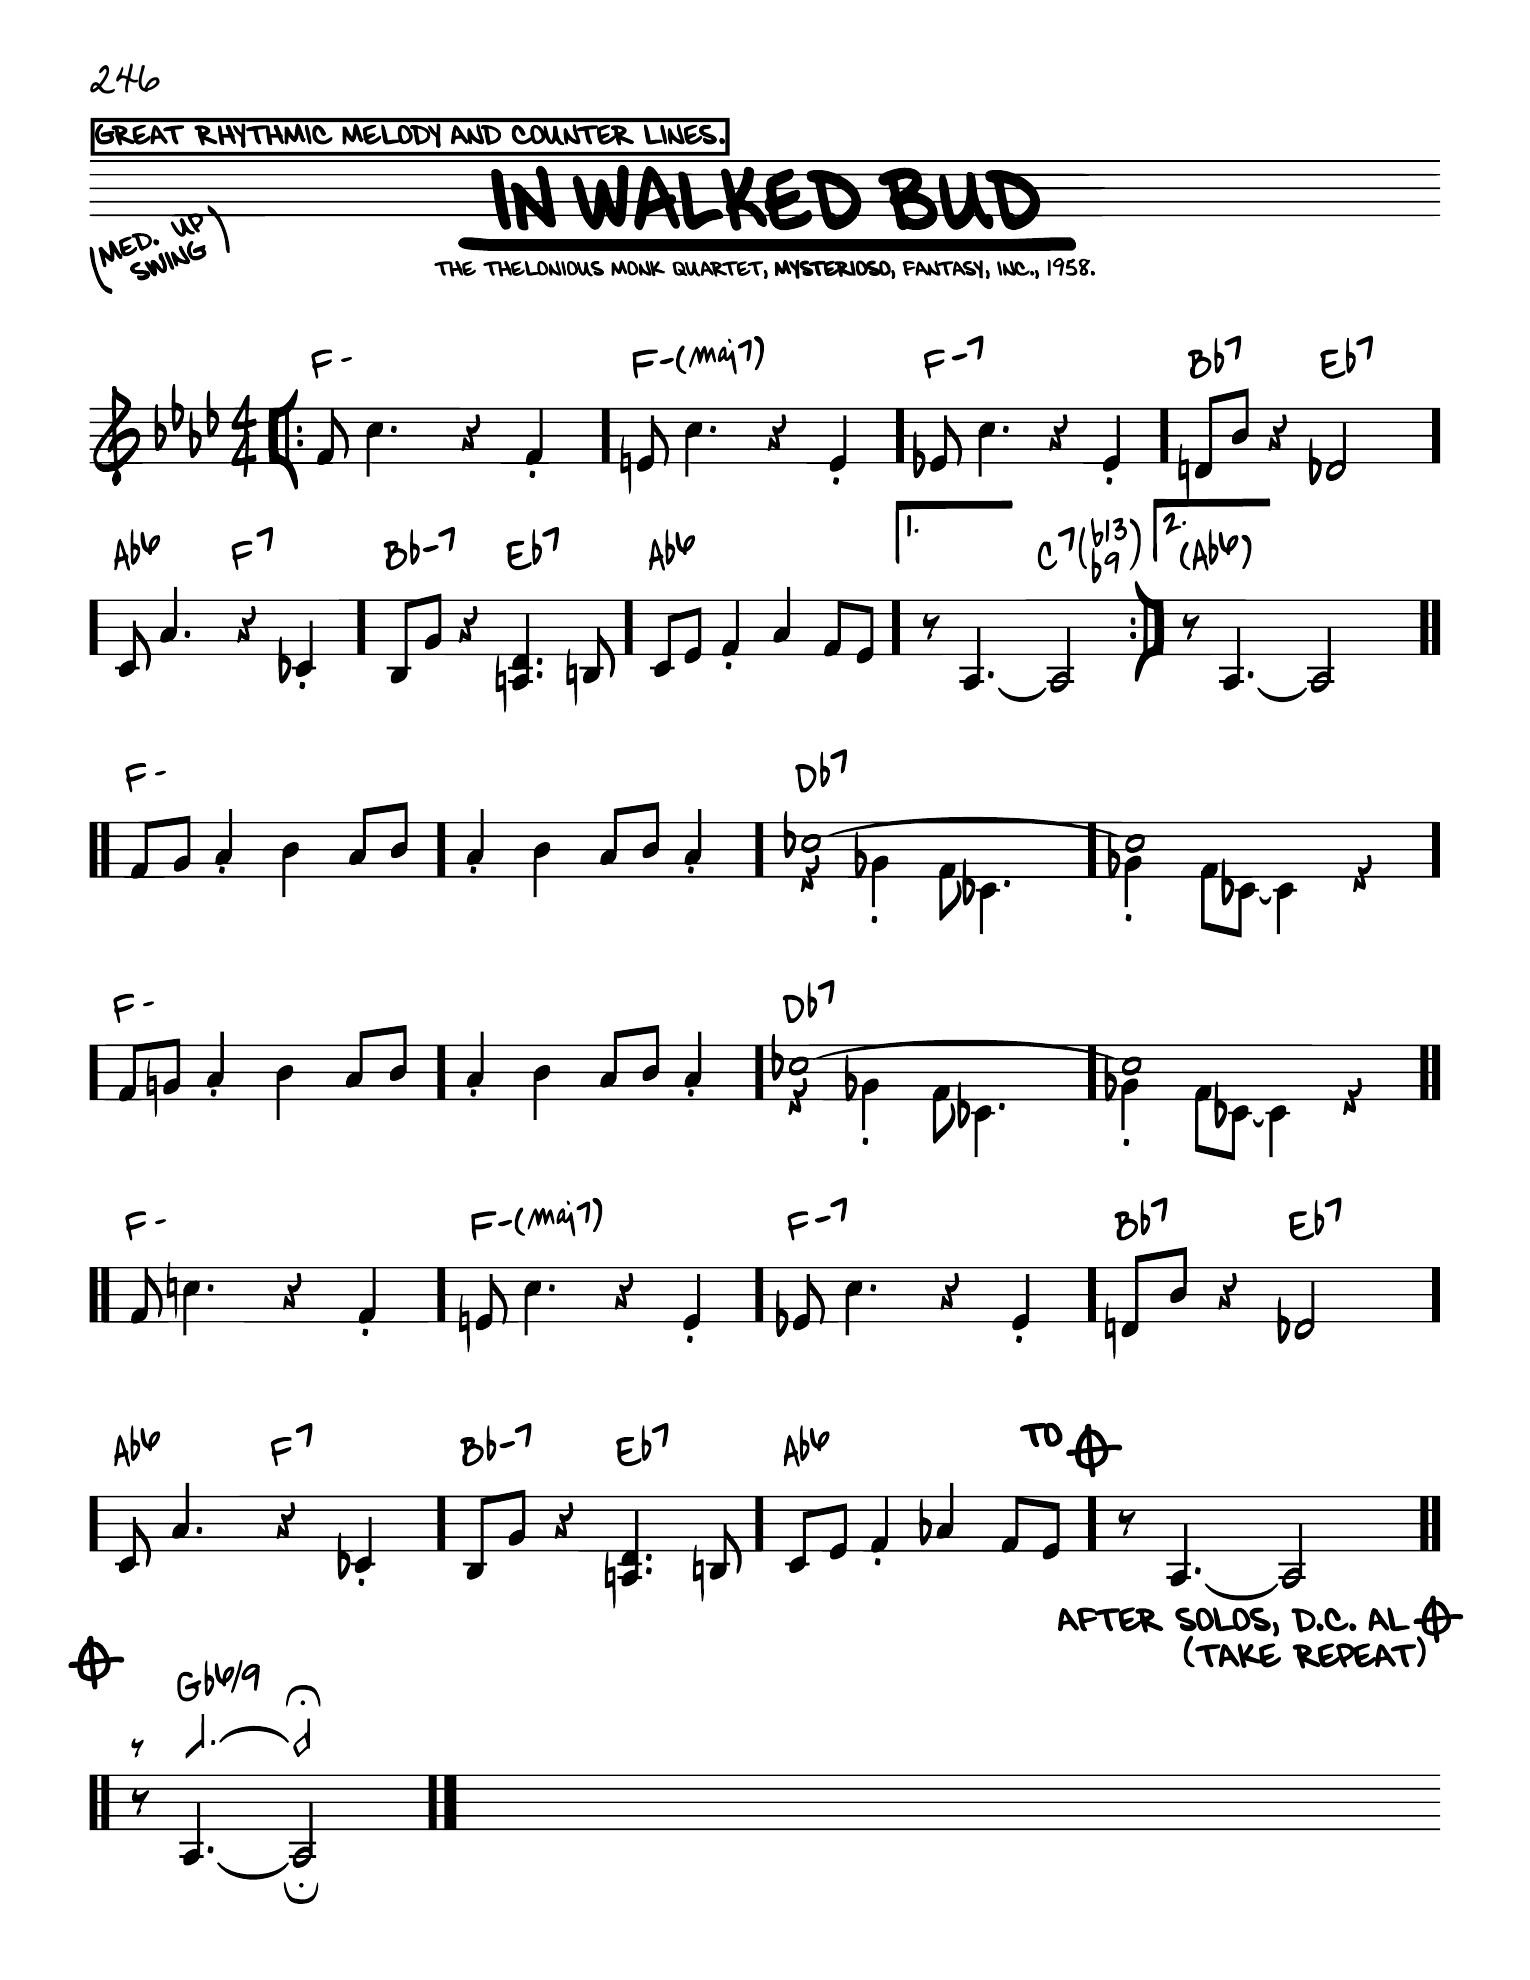 246
GREAT RHYTHMIC MELODY AND COUNTER LINES.
IN WALKED BUD
(MED. UP
SWING)
THE THELONIOUS MONK QUARTET, MYSTERIOSO, FANTASY, INC., 1958.
F- F-(maj7) F-7 Bb7 Eb7
4
4
1. 2.
Ab6 F7 Bb-7 Eb7 Ab6 C7(b13 b9) (Ab6)
F- Db7
F- Db7
F- F-(maj7) F-7 Bb7 Eb7
Ab6 F7 Bb-7 Eb7 Ab6 TO
AFTER SOLOS, D.C. AL
(TAKE REPEAT)
Gb6/9